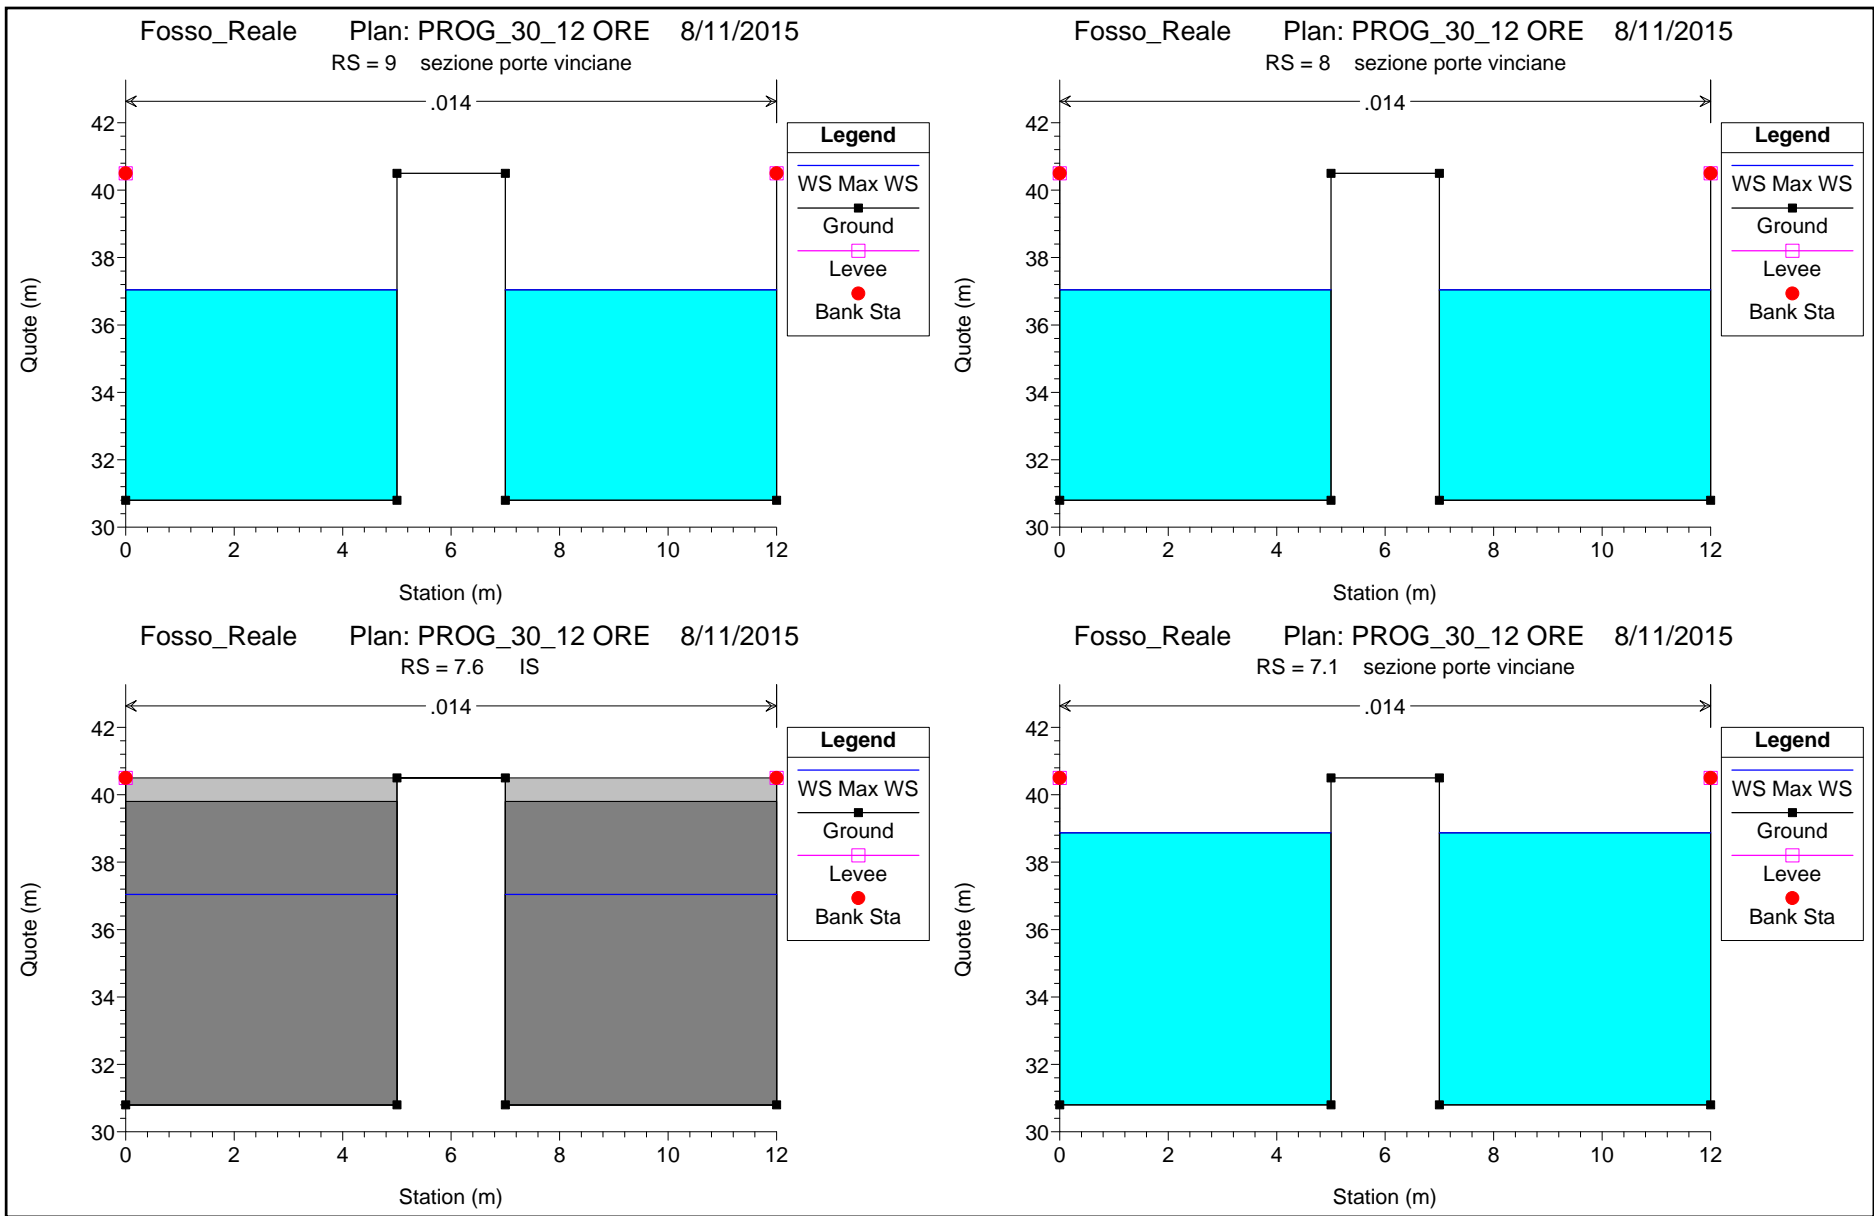 Fosso_Reale Plan: PROG_30_12 ORE 8/11/2015
RS = 9 sezione porte vinciane
.014
42
40
38
36
34
32
30
Quote (m)
0 2 4 6 8 10 12
Station (m)
Legend
WS Max WS
Ground
Levee
Bank Sta
Fosso_Reale Plan: PROG_30_12 ORE 8/11/2015
RS = 8 sezione porte vinciane
.014
42
40
38
36
34
32
30
Quote (m)
0 2 4 6 8 10 12
Station (m)
Legend
WS Max WS
Ground
Levee
Bank Sta
Fosso_Reale Plan: PROG_30_12 ORE 8/11/2015
RS = 7.6 IS
.014
42
40
38
36
34
32
30
Quote (m)
0 2 4 6 8 10 12
Station (m)
Legend
WS Max WS
Ground
Levee
Bank Sta
Fosso_Reale Plan: PROG_30_12 ORE 8/11/2015
RS = 7.1 sezione porte vinciane
.014
42
40
38
36
34
32
30
Quote (m)
0 2 4 6 8 10 12
Station (m)
Legend
WS Max WS
Ground
Levee
Bank Sta